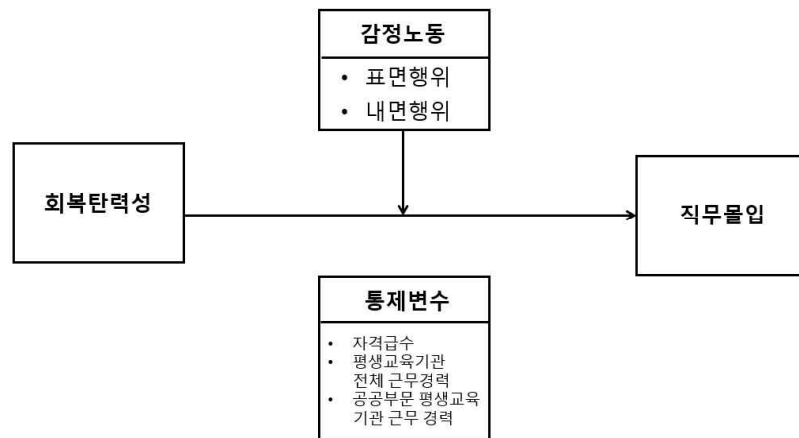 감정노동
• 표면행위
• 내면행위
회복탄력성
직무몰입
통제변수
• 자격급수
• 평생교육기관
전체 근무경력
• 공공부문 평생교육
기관 근무 경력